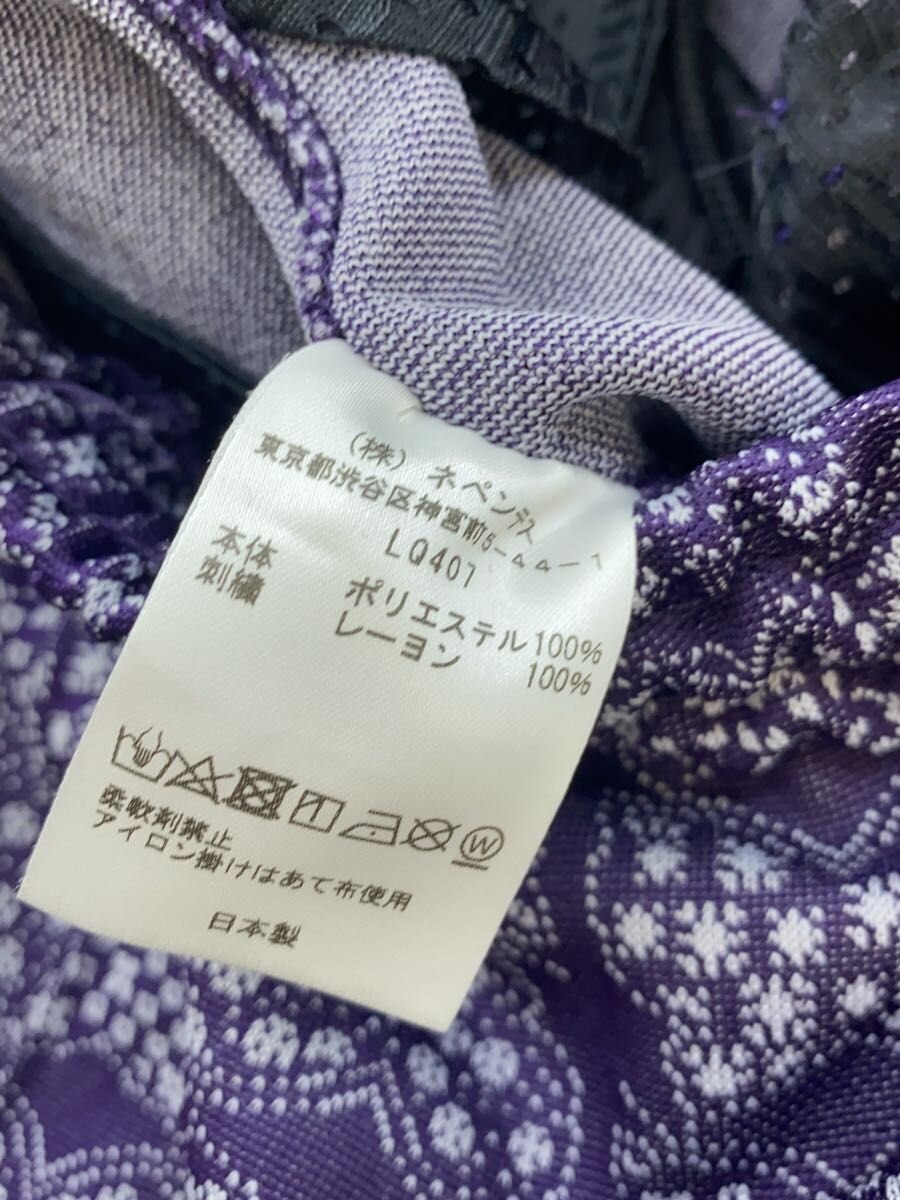 (株) ネペンテス
東京都渋谷区神宮前5-44-1
LQ401
本体 ポリエステル100%
刺繍 レーヨン 100%
W
柔軟剤禁止
アイロン掛けはあて布使用
日本製